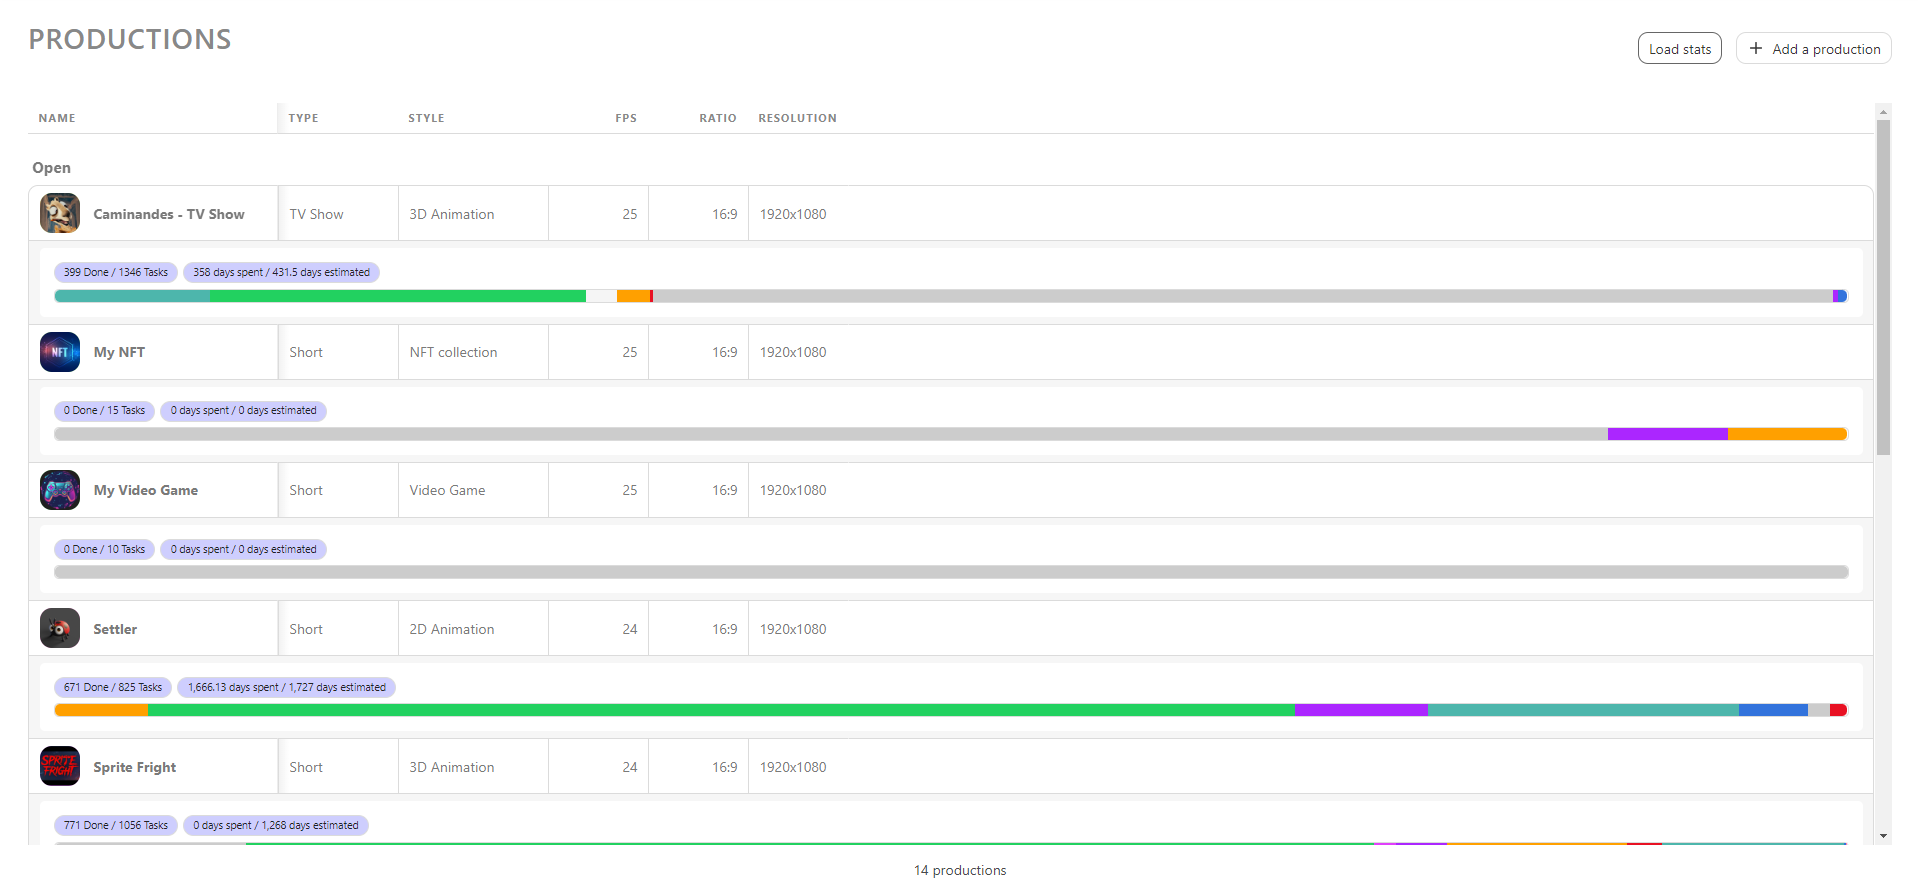 PRODUCTIONS
Load stats
Add a production
NAME TYPE STYLE FPS RATIO RESOLUTION
Open
Caminandes - TV Show TV Show 3D Animation 25 16:9 1920x1080
399 Done / 1346 Tasks 358 days spent / 431.5 days estimated
NFT My NFT Short NFT collection 25 16:9 1920x1080
0 Done / 15 Tasks 0 days spent / 0 days estimated
My Video Game Short Video Game 25 16:9 1920x1080
0 Done / 10 Tasks 0 days spent / 0 days estimated
Settler Short 2D Animation 24 16:9 1920x1080
671 Done / 825 Tasks 1,666.13 days spent / 1,727 days estimated
SPRITE FRIGHT Sprite Fright Short 3D Animation 24 16:9 1920x1080
771 Done / 1056 Tasks 0 days spent / 1,268 days estimated
14 productions